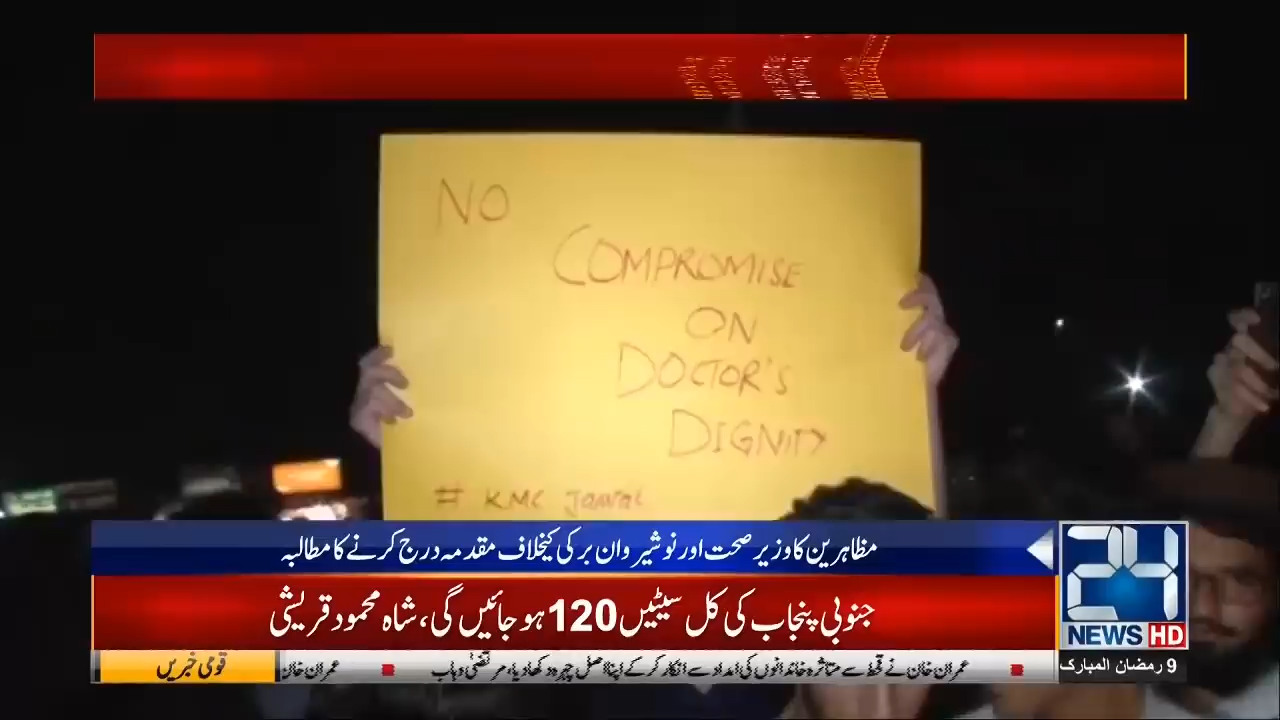 NO
COMPROMISE
ON
DOCTOR'S
DIGNITY
# KMC
مظاہرین کا وزیر صحت اور نوشیروان برکی کیخلاف مقدمہ درج کرنے کا مطالبہ
جنوبی پنجاب کی کل سیٹیں 120 ہو جائیں گی، شاہ محمود قریشی
24
NEWS HD
عمران خان نے قحط سے متاثرہ خاندانوں کی امداد سے انکار کر کے اپنا اصل چہرہ دکھا دیا، مرتضیٰ وہاب
عمران خان
قومی خبریں
9 رمضان المبارک